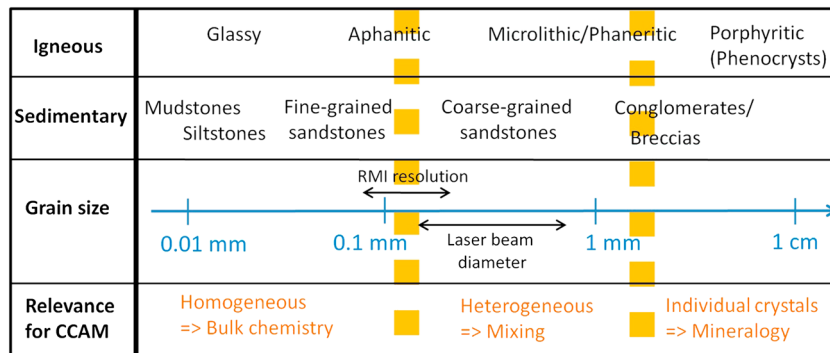 Igneous
Glassy
Aphanitic
Microlithic/Phaneritic
Porphyritic
(Phenocrysts)
Sedimentary
Mudstones
Siltstones
Fine-grained
sandstones
Coarse-grained
sandstones
Conglomerates/
Breccias
Grain size
RMI resolution
0.01 mm
0.1 mm
Laser beam
diameter
1 mm
1 cm
Relevance
for CCAM
Homogeneous
=> Bulk chemistry
Heterogeneous
=> Mixing
Individual crystals
=> Mineralogy